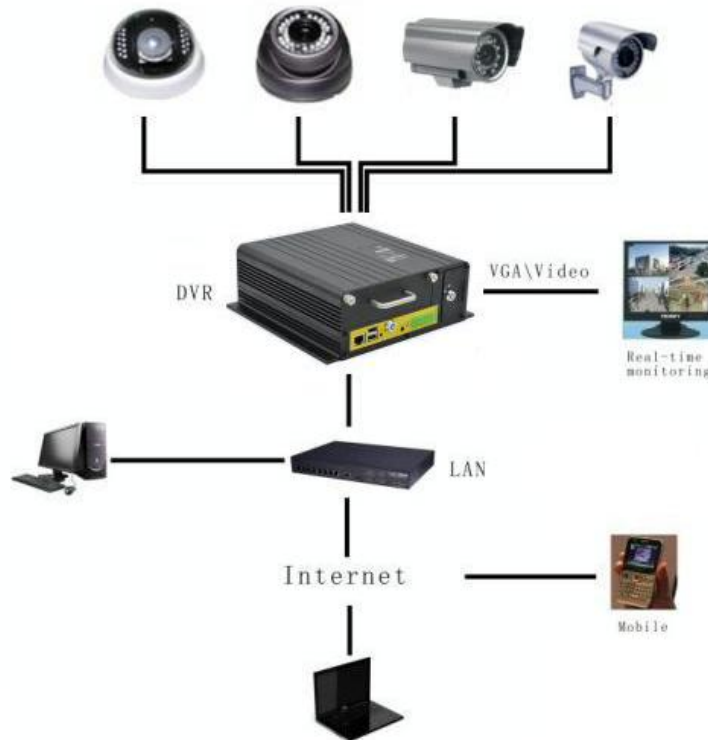 VGA\Video
DVR
Real-time
monitoring
LAN
Internet
Mobile